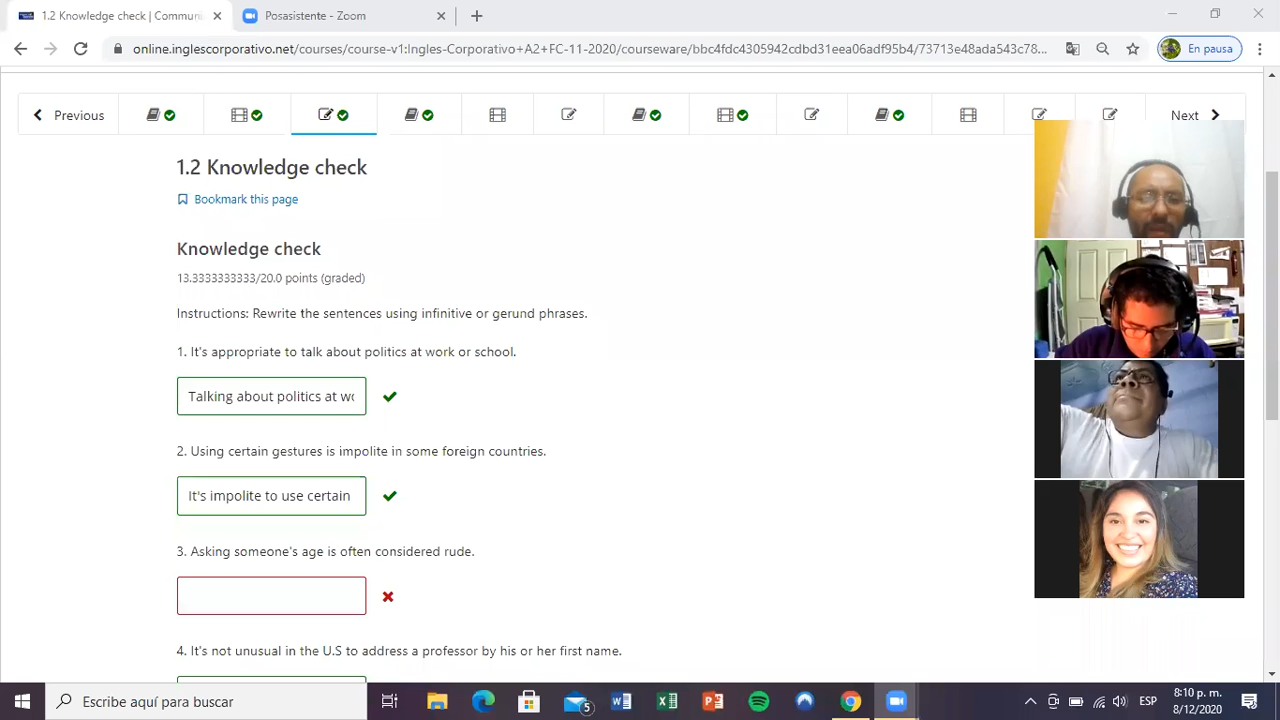 1.2 Knowledge check | Commun
Posasistente - Zoom
online.inglescorporativo.net/courses/course-v1:Ingles-Corporativo+A2+FC-11-2020/courseware/bbc4fdc4305942cdbd31eea06adf95b4/73713e48ada543c78...
En pausa
Previous
Next
1.2 Knowledge check
Bookmark this page
Knowledge check
13.3333333333/20.0 points (graded)
Instructions: Rewrite the sentences using infinitive or gerund phrases.
1. It's appropriate to talk about politics at work or school.
Talking about politics at wo
2. Using certain gestures is impolite in some foreign countries.
It's impolite to use certain
3. Asking someone's age is often considered rude.
4. It's not unusual in the U.S to address a professor by his or her first name.
Escribe aquí para buscar
5
ESP
8:10 p. m.
8/12/2020